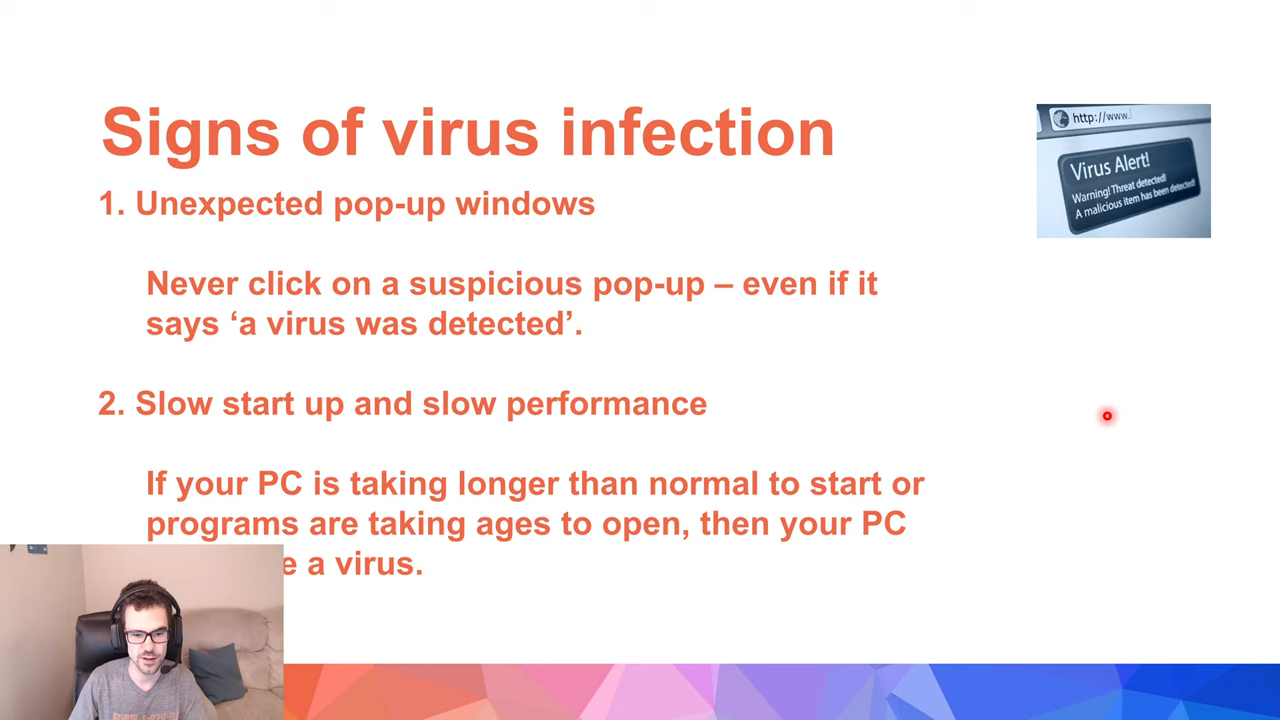 Signs of virus infection
1. Unexpected pop-up windows
Never click on a suspicious pop-up – even if it
says ‘a virus was detected’.
2. Slow start up and slow performance
If your PC is taking longer than normal to start or
programs are taking ages to open, then your PC
e a virus.
http://www.
Virus Alert!
Warning! Threat detected!
A malicious item has been detected!